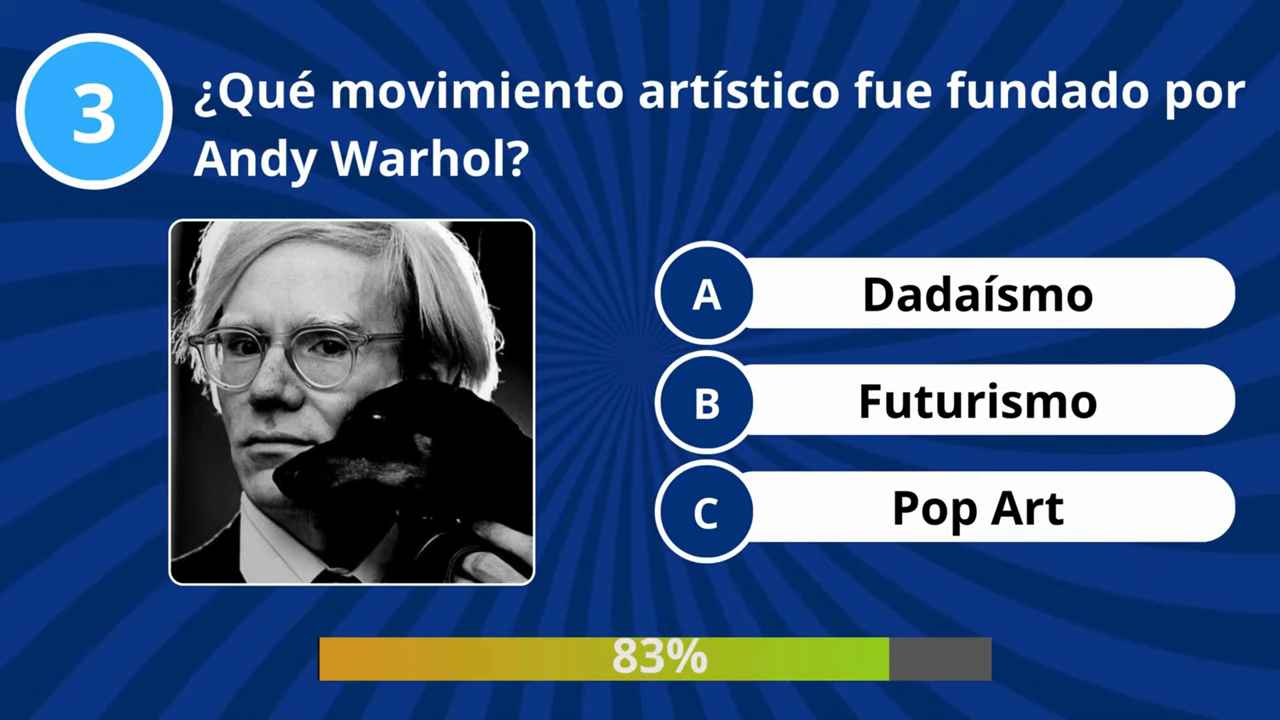 3
¿Qué movimiento artístico fue fundado por
Andy Warhol?
A
Dadaísmo
B
Futurismo
C
Pop Art
83%